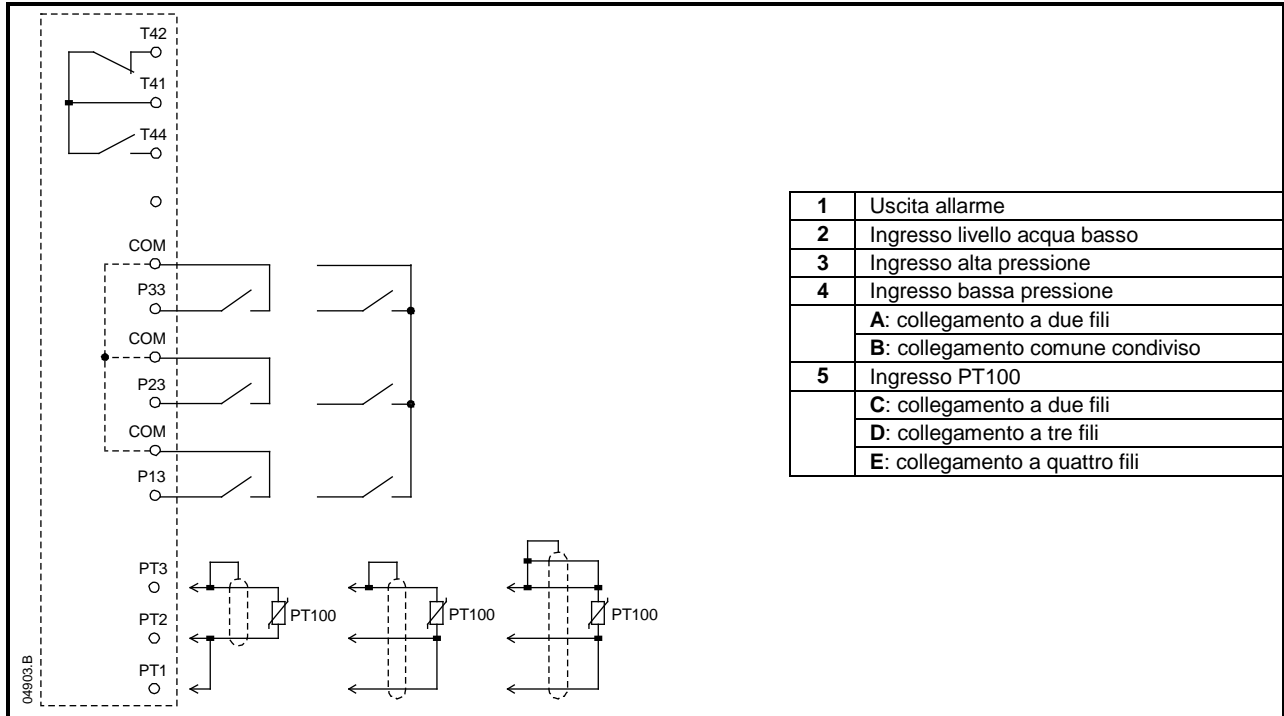 T42
T41
T44
COM
P33
COM
P23
COM
P13
PT3
PT2
PT1
PT100
PT100
PT100
04903.B
1 Uscita allarme
2 Ingresso livello acqua basso
3 Ingresso alta pressione
4 Ingresso bassa pressione
A: collegamento a due fili
B: collegamento comune condiviso
5 Ingresso PT100
C: collegamento a due fili
D: collegamento a tre fili
E: collegamento a quattro fili